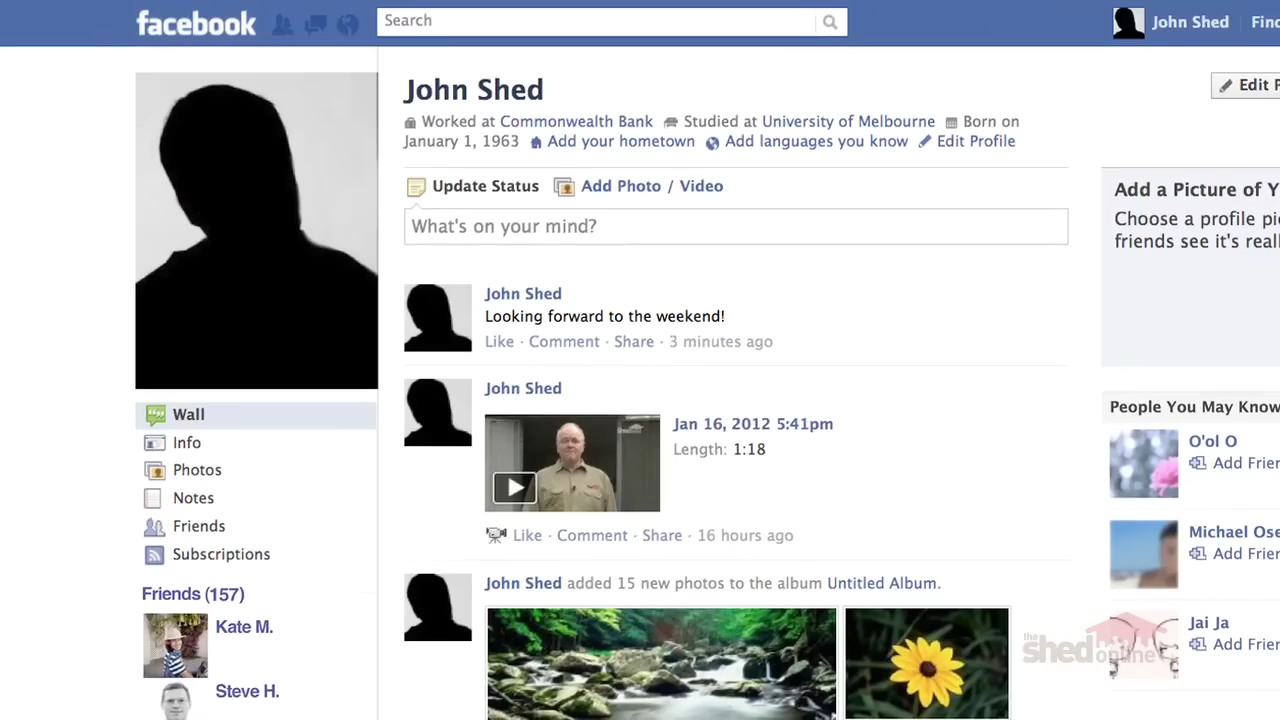 facebook
Search
John Shed
Find
John Shed
Edit P
Worked at Commonwealth Bank Studied at University of Melbourne Born on
January 1, 1963 Add your hometown Add languages you know Edit Profile
Update Status Add Photo / Video
What's on your mind?
John Shed
Looking forward to the weekend!
Like · Comment · Share · 3 minutes ago
John Shed
Jan 16, 2012 5:41pm
Length: 1:18
Like · Comment · Share · 16 hours ago
John Shed added 15 new photos to the album Untitled Album.
Wall
Info
Photos
Notes
Friends
Subscriptions
Friends (157)
Kate M.
Steve H.
Add a Picture of Y
Choose a profile pi
friends see it's reall
People You May Know
O'ol O
Add Frien
Michael Ose
Add Frien
Jai Ja
Add Frien
the
shed
online